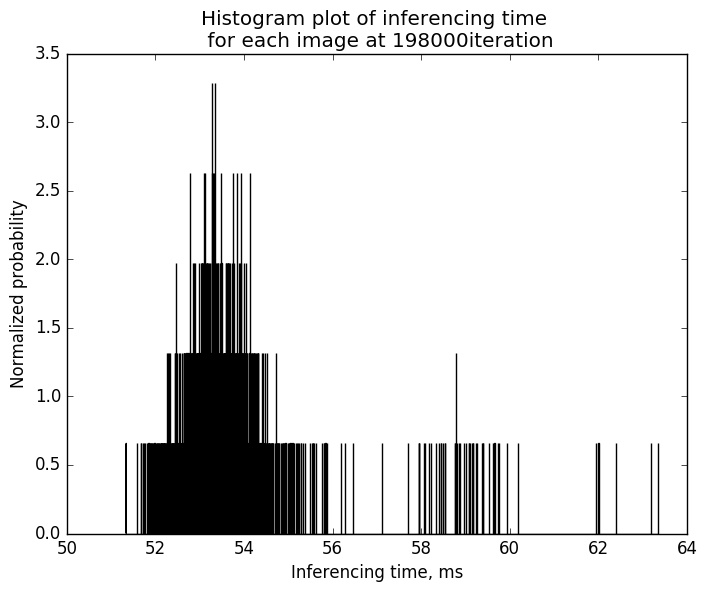 Histogram plot of inferencing time
for each image at 198000iteration
3.5
3.0
2.5
2.0
1.5
1.0
0.5
0.0
Normalized probability
50 52 54 56 58 60 62 64
Inferencing time, ms